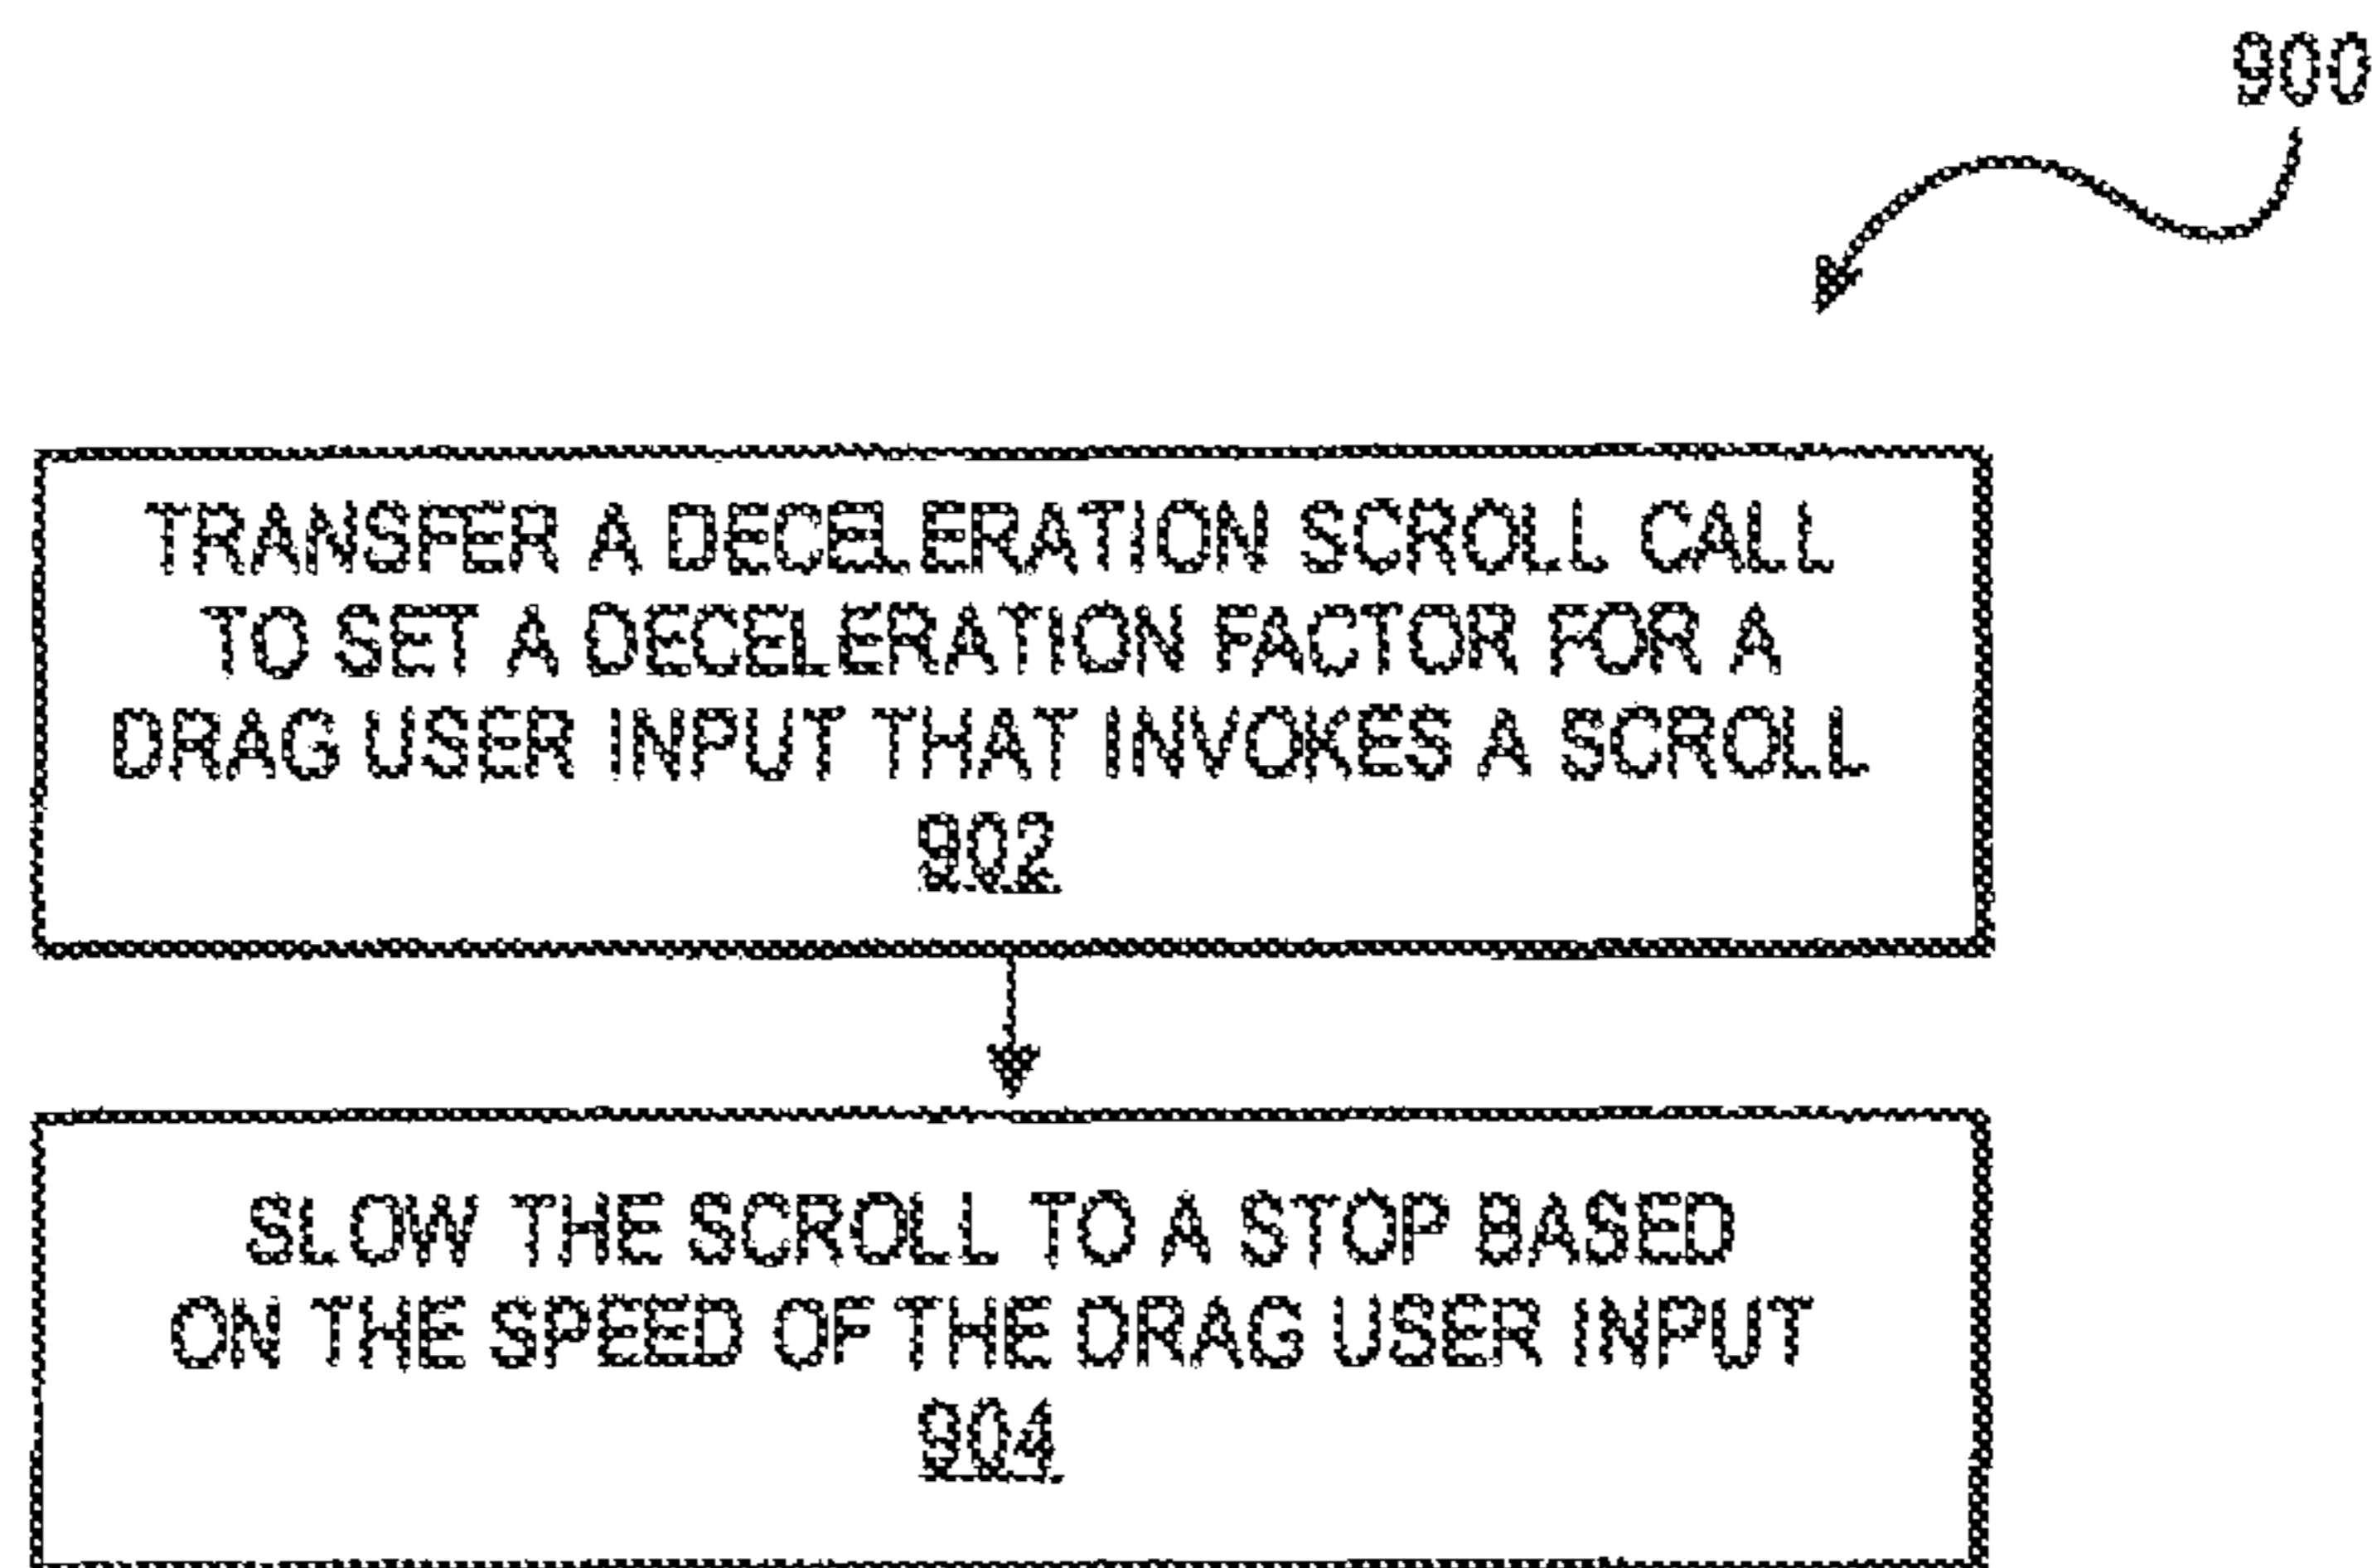 900
TRANSFER A DECELERATION SCROLL CALL
TO SET A DECELERATION FACTOR FOR A
DRAG USER INPUT THAT INVOKES A SCROLL
902
SLOW THE SCROLL TO A STOP BASED
ON THE SPEED OF THE DRAG USER INPUT
904